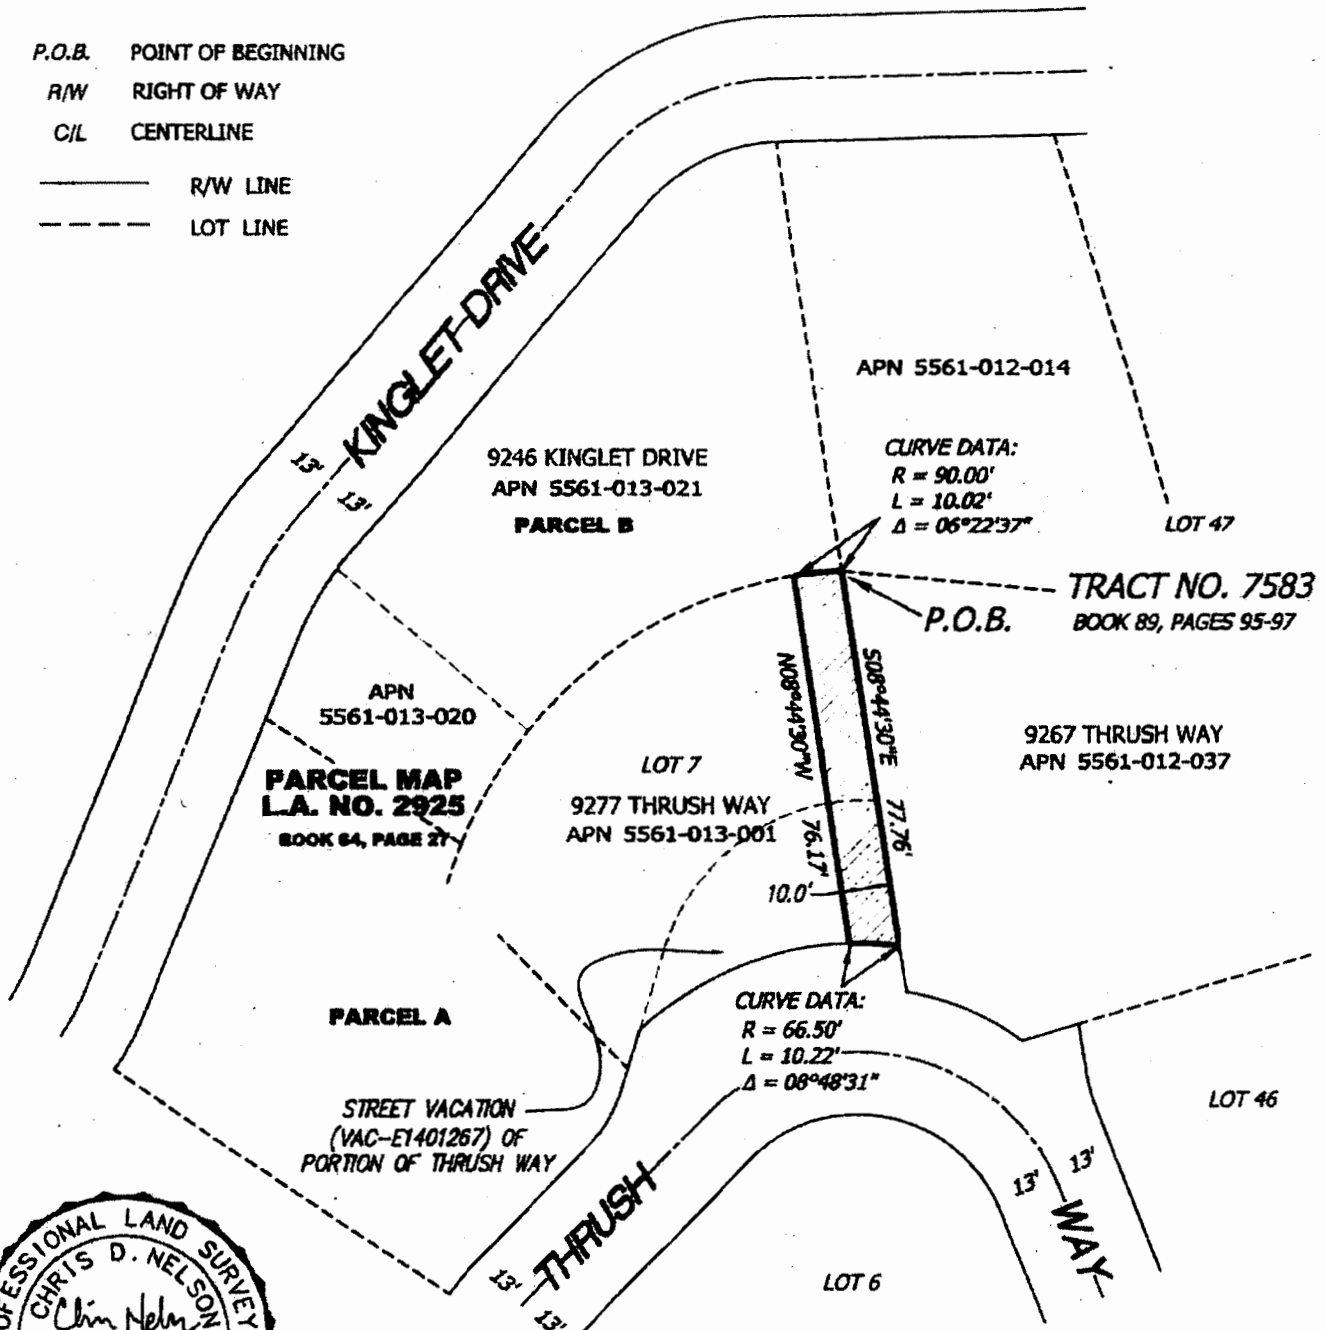 P.O.B. POINT OF BEGINNING
R/W RIGHT OF WAY
C/L CENTERLINE
R/W LINE
LOT LINE
KINGLET DRIVE
13'
13'
9246 KINGLET DRIVE
APN 5561-013-021
PARCEL B
APN 5561-012-014
CURVE DATA:
R = 90.00'
L = 10.02'
Δ = 06°22'37"
LOT 47
TRACT NO. 7583
BOOK 89, PAGES 95-97
P.O.B.
N08°44'30"W 76.17'
S08°44'30"E 77.76'
10.0'
APN
5561-013-020
PARCEL MAP
L.A. NO. 2925
BOOK 64, PAGE 27
LOT 7
9277 THRUSH WAY
APN 5561-013-001
9267 THRUSH WAY
APN 5561-012-037
PARCEL A
CURVE DATA:
R = 66.50'
L = 10.22'
Δ = 08°48'31"
STREET VACATION
(VAC-E1401267) OF
PORTION OF THRUSH WAY
LOT 46
13'
13'
THRUSH WAY
13'
13'
LOT 6
PROFESSIONAL LAND SURVEY
CHRIS D. NELSON
Chris Nelson